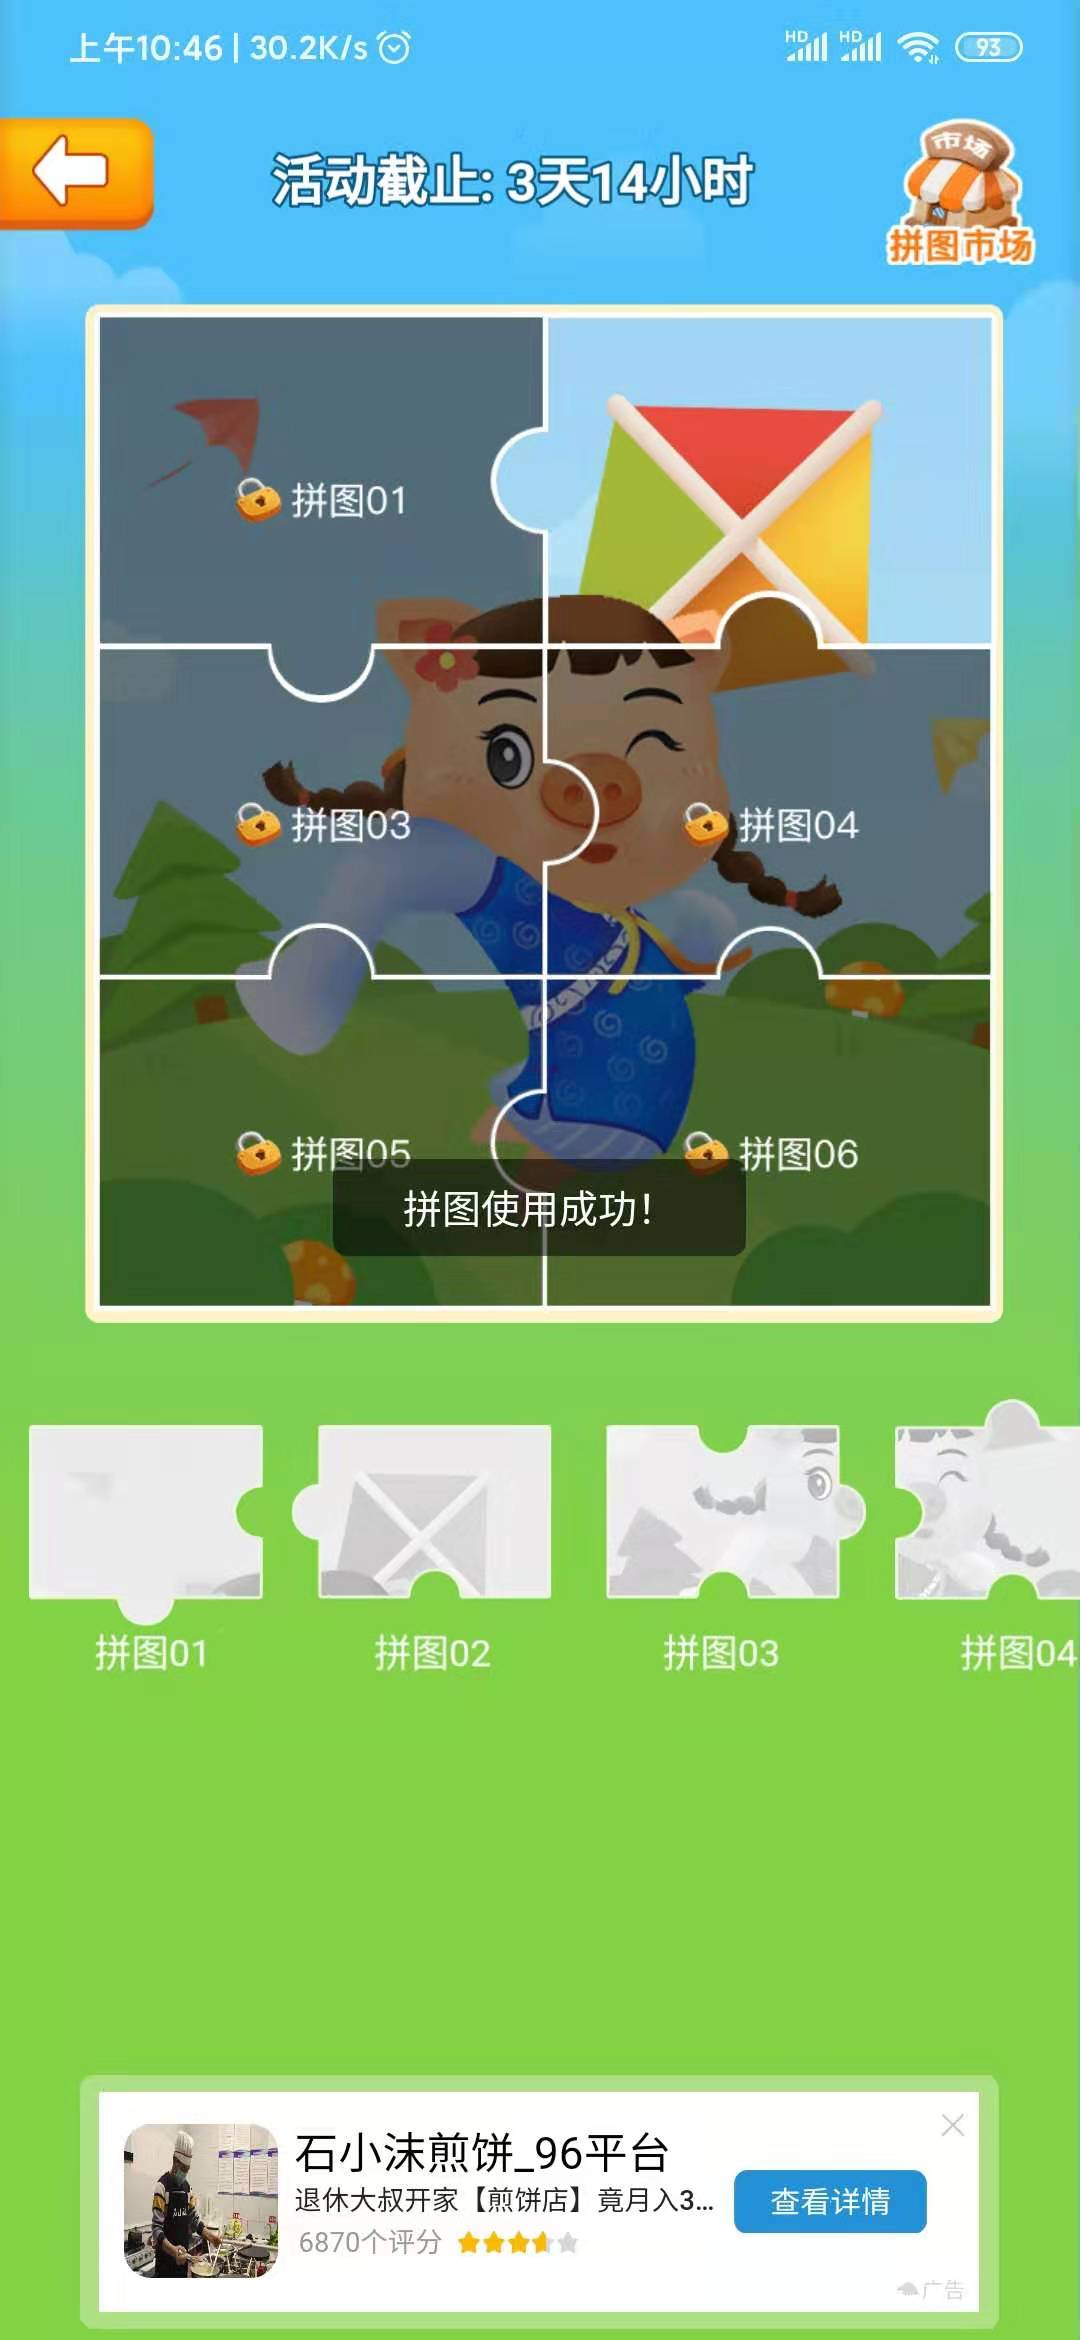 上午10:46 | 30.2K/s
HD HD 93
活动截止: 3天14小时
市场
拼图市场
拼图01
拼图03
拼图04
拼图05
拼图06
拼图使用成功!
拼图01
拼图02
拼图03
拼图04
石小沫煎饼_96平台
退休大叔开家【煎饼店】竟月入3...
查看详情
6870个评分
广告